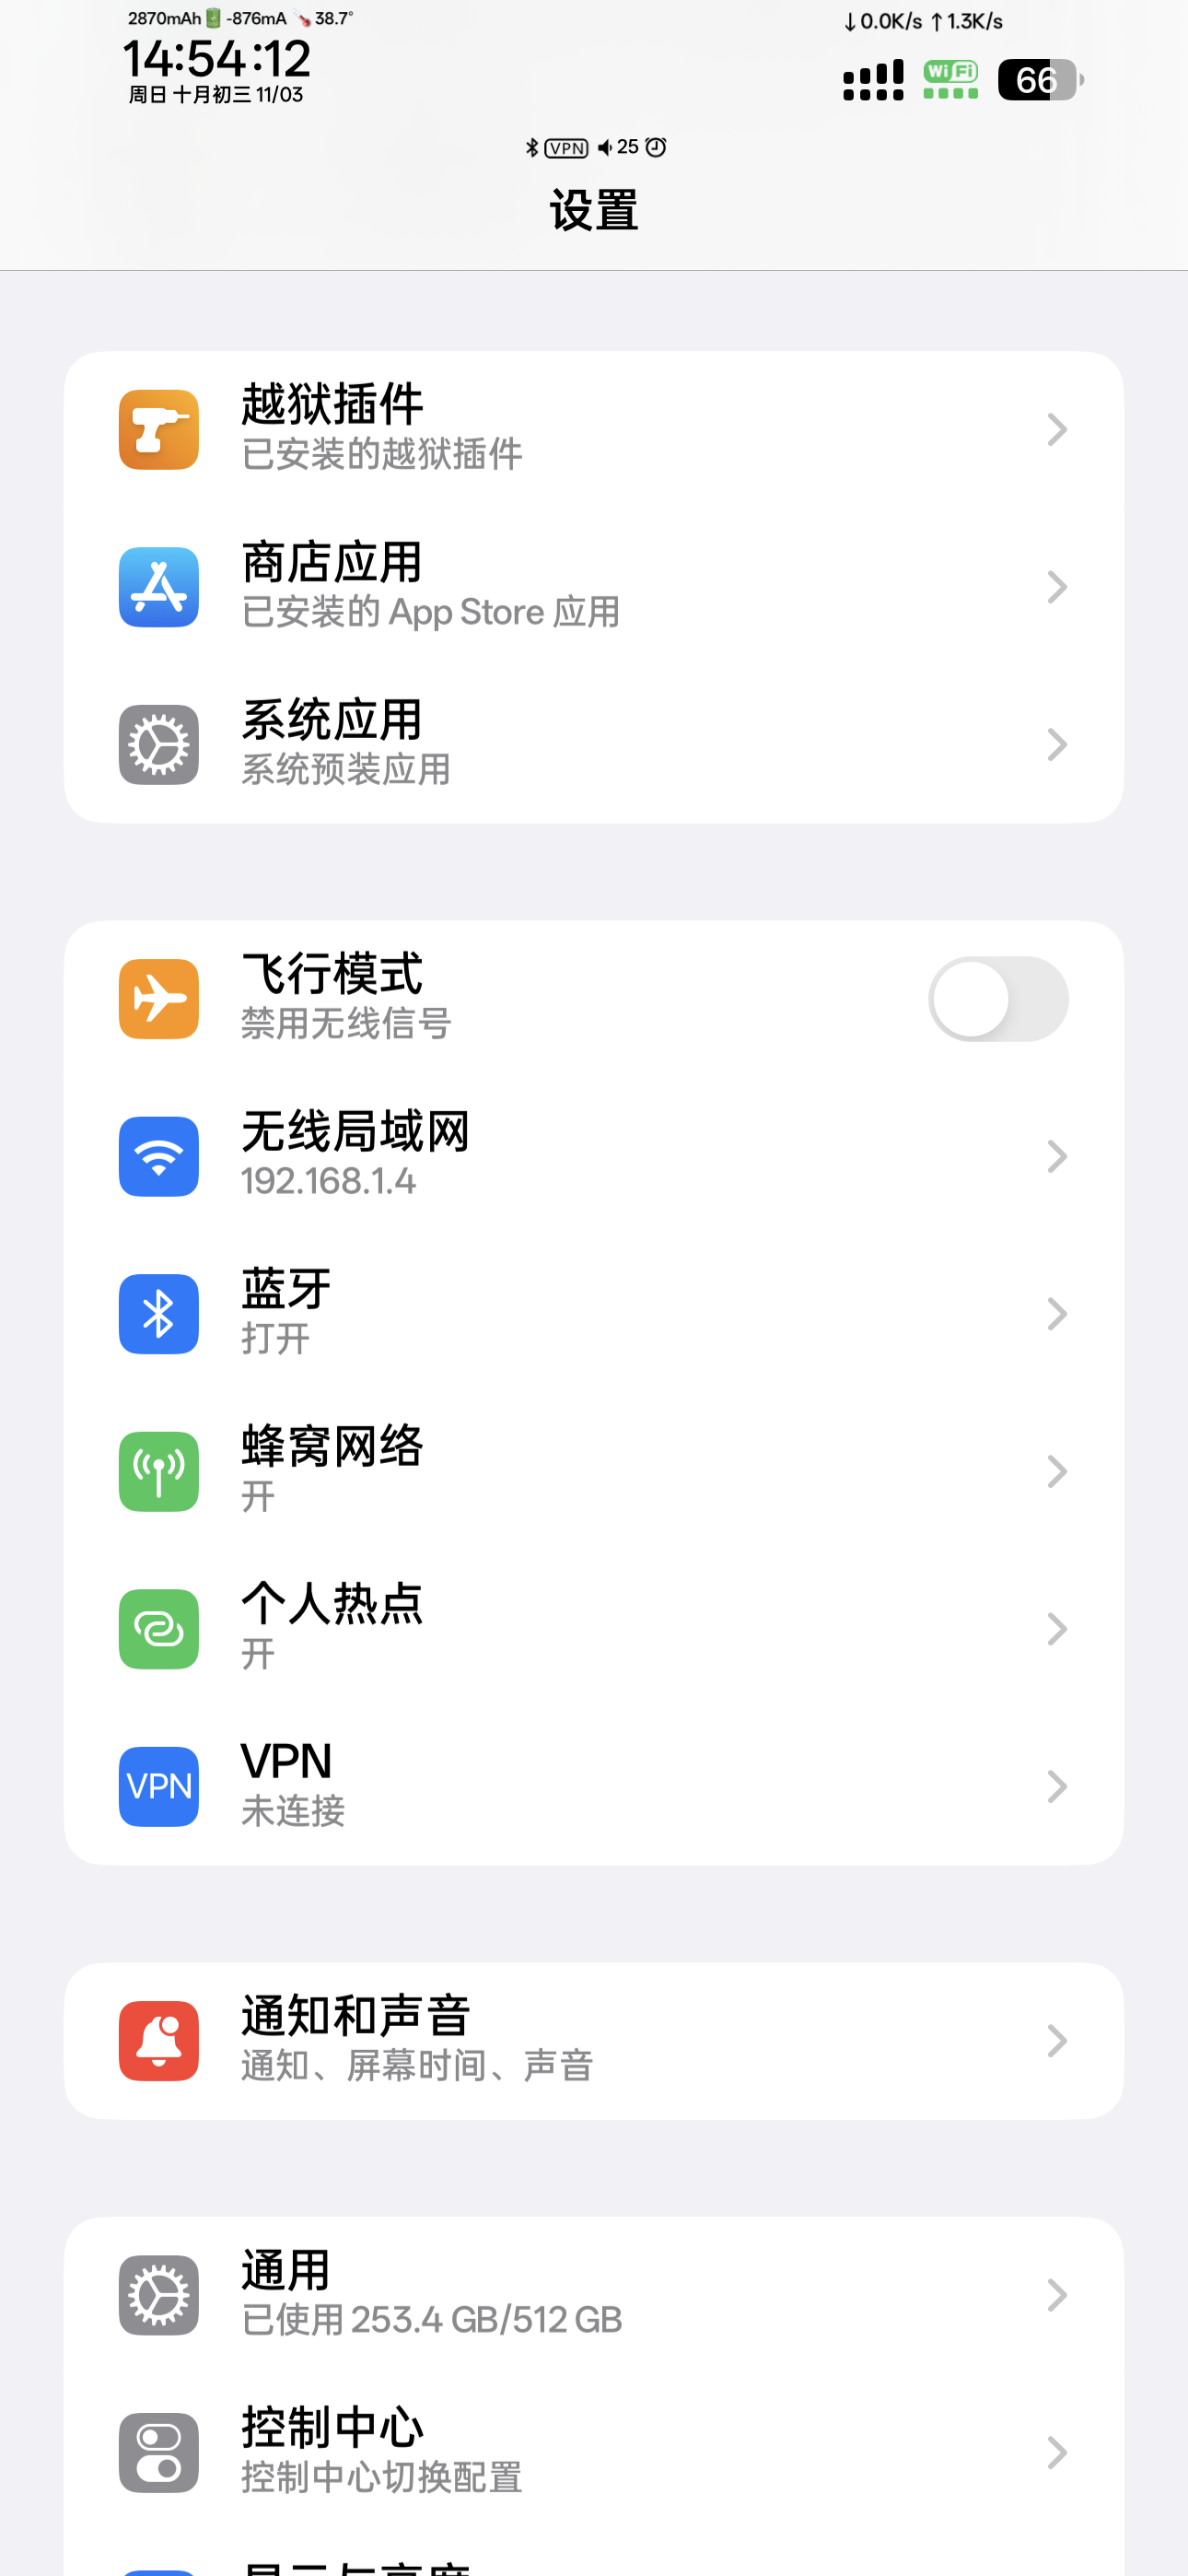 2870mAh -876mA 38.7°
↓0.0K/s ↑1.3K/s
14:54:12
WiFi
66
周日 十月初三 11/03
VPN 25
设置
越狱插件
已安装的越狱插件
商店应用
已安装的 App Store 应用
系统应用
系统预装应用
飞行模式
禁用无线信号
无线局域网
192.168.1.4
蓝牙
打开
蜂窝网络
开
个人热点
开
VPN
VPN
未连接
通知和声音
通知、屏幕时间、声音
通用
已使用 253.4 GB/512 GB
控制中心
控制中心切换配置